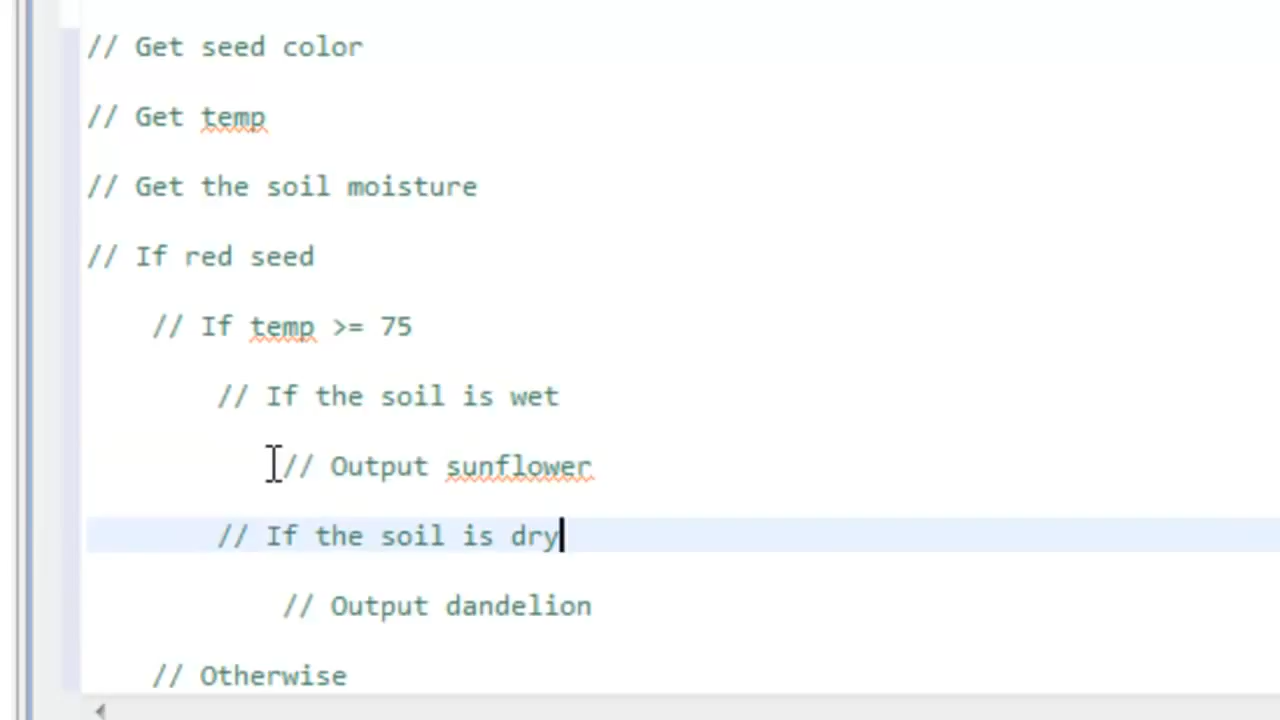 // Get seed color
// Get temp
// Get the soil moisture
// If red seed
// If temp >= 75
// If the soil is wet
// Output sunflower
// If the soil is dry
// Output dandelion
// Otherwise